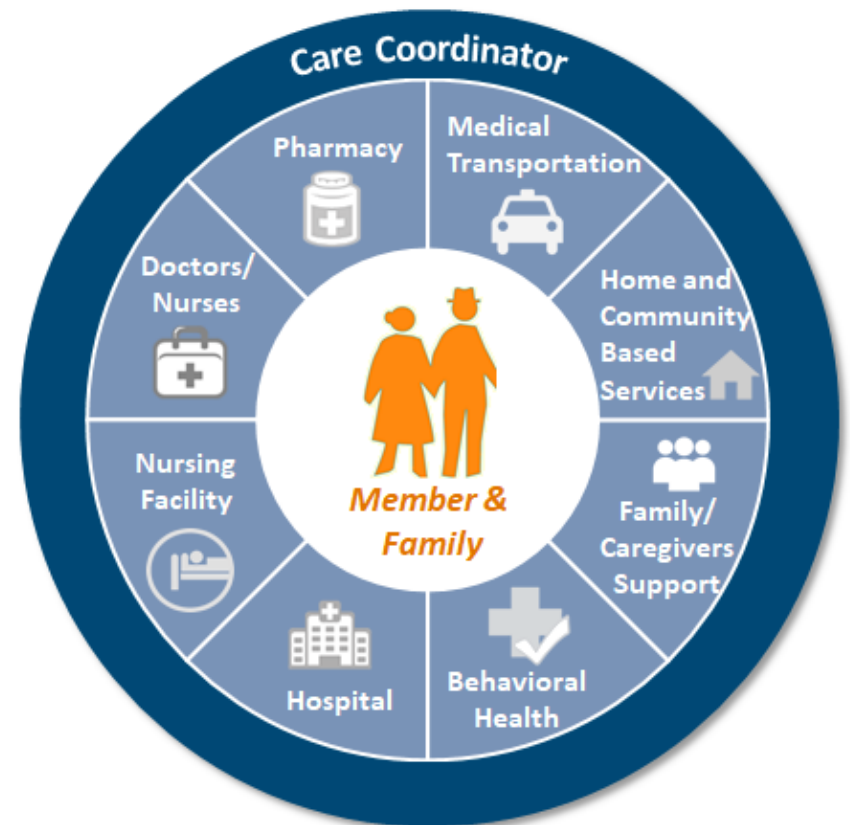 Care Coordinator
Pharmacy
Medical
Transportation
Doctors/
Nurses
Home and
Community
Based
Services
Nursing
Facility
Family/
Caregivers
Support
Hospital
Behavioral
Health
Member &
Family